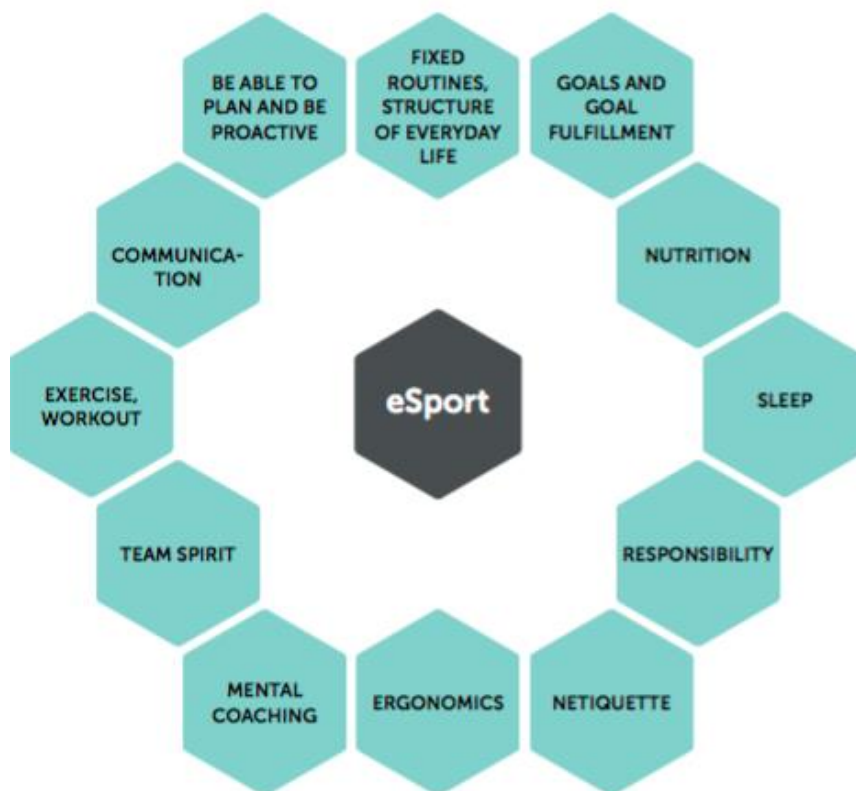 BE ABLE TO
PLAN AND BE
PROACTIVE
FIXED
ROUTINES,
STRUCTURE
OF EVERYDAY
LIFE
GOALS AND
GOAL
FULFILLMENT
COMMUNICA-
TION
NUTRITION
EXERCISE,
WORKOUT
eSport
SLEEP
TEAM SPIRIT
RESPONSIBILITY
MENTAL
COACHING
ERGONOMICS
NETIQUETTE